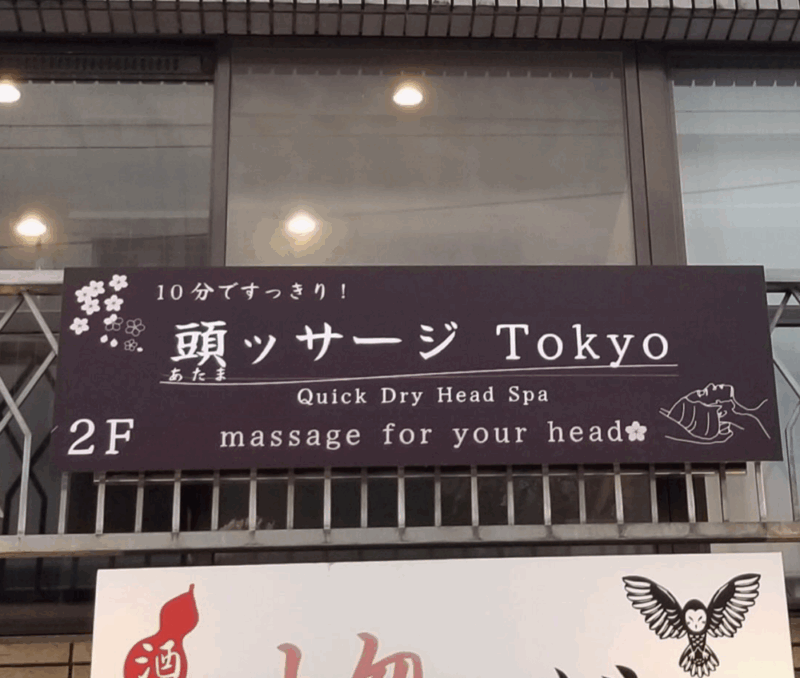 10分ですっきり！
頭ッサージ Tokyo
あたま
Quick Dry Head Spa
2F
massage for your head
酒